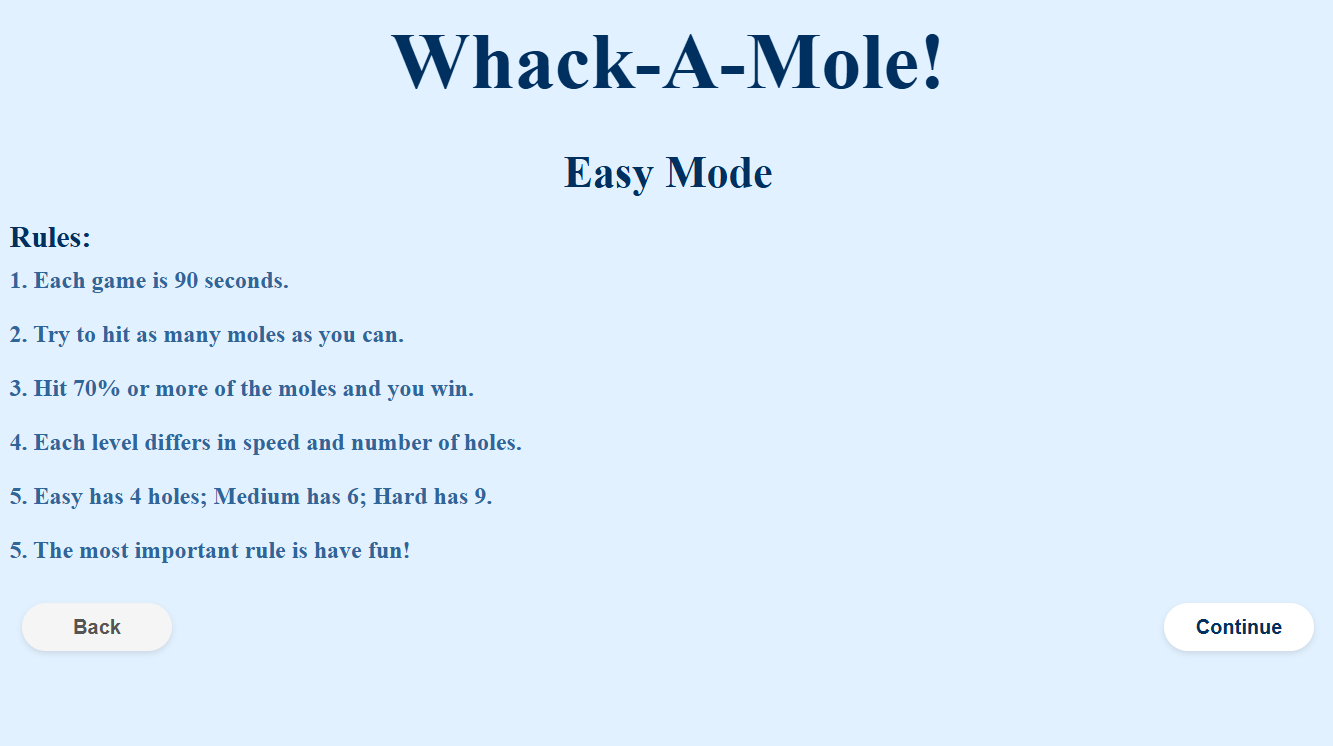 Whack-A-Mole!
Easy Mode
Rules:
1. Each game is 90 seconds.
2. Try to hit as many moles as you can.
3. Hit 70% or more of the moles and you win.
4. Each level differs in speed and number of holes.
5. Easy has 4 holes; Medium has 6; Hard has 9.
5. The most important rule is have fun!
Back
Continue